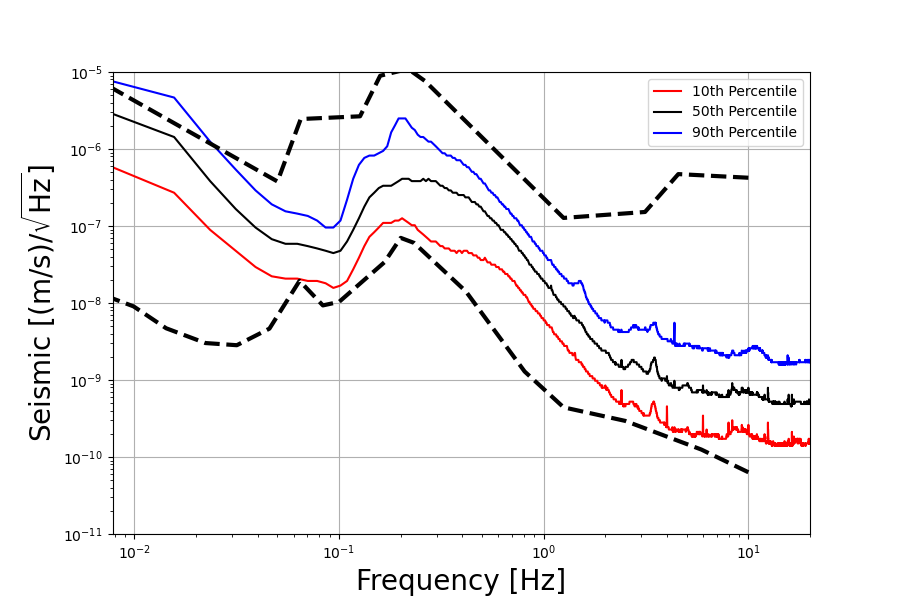 10th Percentile
50th Percentile
90th Percentile
Seismic [(m/s)/√Hz]
10⁻⁵
10⁻⁶
10⁻⁷
10⁻⁸
10⁻⁹
10⁻¹⁰
10⁻¹¹
10⁻²
10⁻¹
10⁰
10¹
Frequency [Hz]